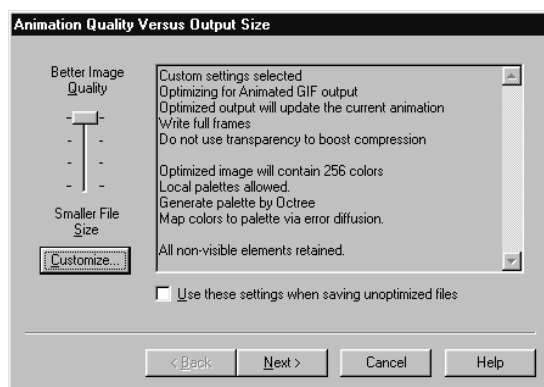 Animation Quality Versus Output Size
Better Image
Quality
Smaller File
Size
Customize...
Custom settings selected
Optimizing for Animated GIF output
Optimized output will update the current animation
Write full frames
Do not use transparency to boost compression
Optimized image will contain 256 colors
Local palettes allowed.
Generate palette by Octree
Map colors to palette via error diffusion.
All non-visible elements retained.
Use these settings when saving unoptimized files
< Back
Next >
Cancel
Help